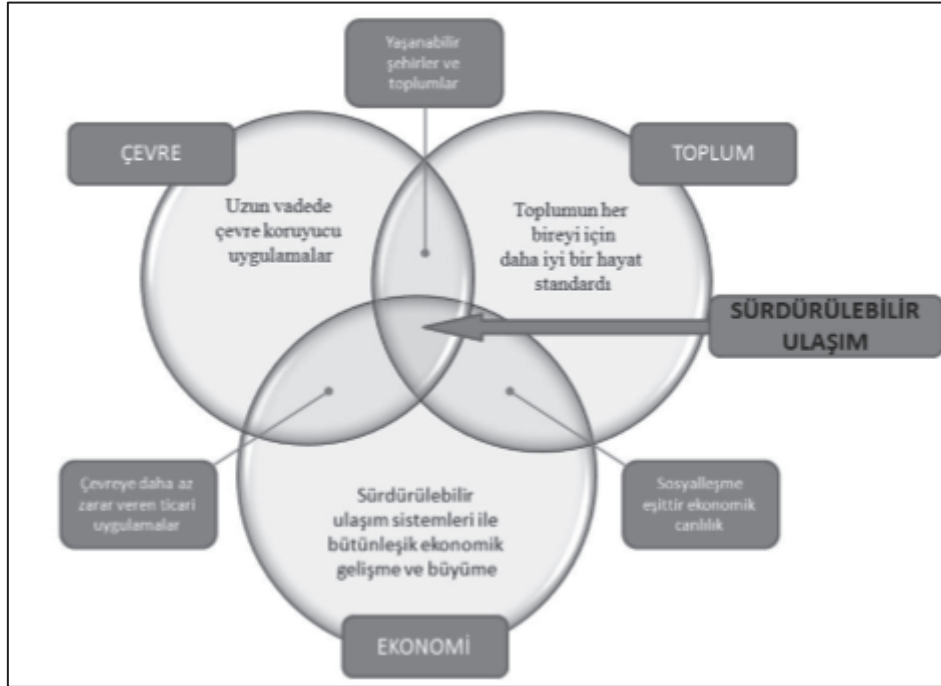 Yaşanabilir
şehirler ve
toplumlar
ÇEVRE
TOPLUM
Uzun vadede
çevre koruyucu
uygulamalar
Toplumun her
bireyi için
daha iyi bir hayat
standardı
SÜRDÜRÜLEBİLİR
ULAŞIM
Çevreye daha az
zarar veren ticari
uygulamalar
Sürdürülebilir
ulaşım sistemleri ile
bütünleşik ekonomik
gelişme ve büyüme
Sosyalleşme
eşittir ekonomik
canlılık
EKONOMİ